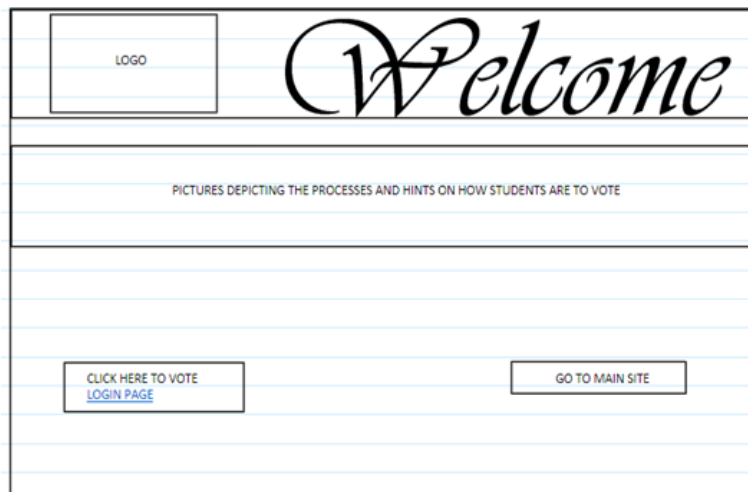 LOGO
Welcome
PICTURES DEPICTING THE PROCESSES AND HINTS ON HOW STUDENTS ARE TO VOTE
CLICK HERE TO VOTE
LOGIN PAGE
GO TO MAIN SITE